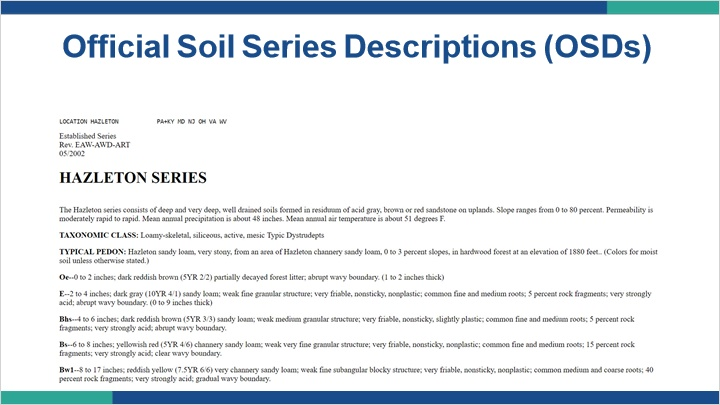 Official Soil Series Descriptions (OSDs)
LOCATION HAZLETON PA+KY MD NJ OH VA WV
Established Series
Rev. EAW-AWD-ART
05/2002
HAZLETON SERIES
The Hazleton series consists of deep and very deep, well drained soils formed in residuum of acid gray, brown or red sandstone on uplands. Slope ranges from 0 to 80 percent. Permeability is
moderately rapid to rapid. Mean annual precipitation is about 48 inches. Mean annual air temperature is about 51 degrees F.
TAXONOMIC CLASS: Loamy-skeletal, siliceous, active, mesic Typic Dystrudepts
TYPICAL PEDON: Hazleton sandy loam, very stony, from an area of Hazleton channery sandy loam, 0 to 3 percent slopes, in hardwood forest at an elevation of 1880 feet.. (Colors for moist
soil unless otherwise stated.)
Oe--0 to 2 inches; dark reddish brown (5YR 2/2) partially decayed forest litter; abrupt wavy boundary. (1 to 2 inches thick)
E--2 to 4 inches; dark gray (10YR 4/1) sandy loam; weak fine granular structure; very friable, nonsticky, nonplastic; common fine and medium roots; 5 percent rock fragments; very strongly
acid; abrupt wavy boundary. (0 to 9 inches thick)
Bhs--4 to 6 inches; dark reddish brown (5YR 3/3) sandy loam; weak medium granular structure; very friable, nonsticky, slightly plastic; common fine and medium roots; 5 percent rock
fragments; very strongly acid; abrupt wavy boundary.
Bs--6 to 8 inches; yellowish red (5YR 4/6) channery sandy loam; weak very fine granular structure; very friable, nonsticky, nonplastic; common fine and medium roots; 15 percent rock
fragments; very strongly acid; clear wavy boundary.
Bw1--8 to 17 inches; reddish yellow (7.5YR 6/6) very channery sandy loam; weak fine subangular blocky structure; very friable, nonsticky, nonplastic; common medium and coarse roots; 40
percent rock fragments; very strongly acid; gradual wavy boundary.